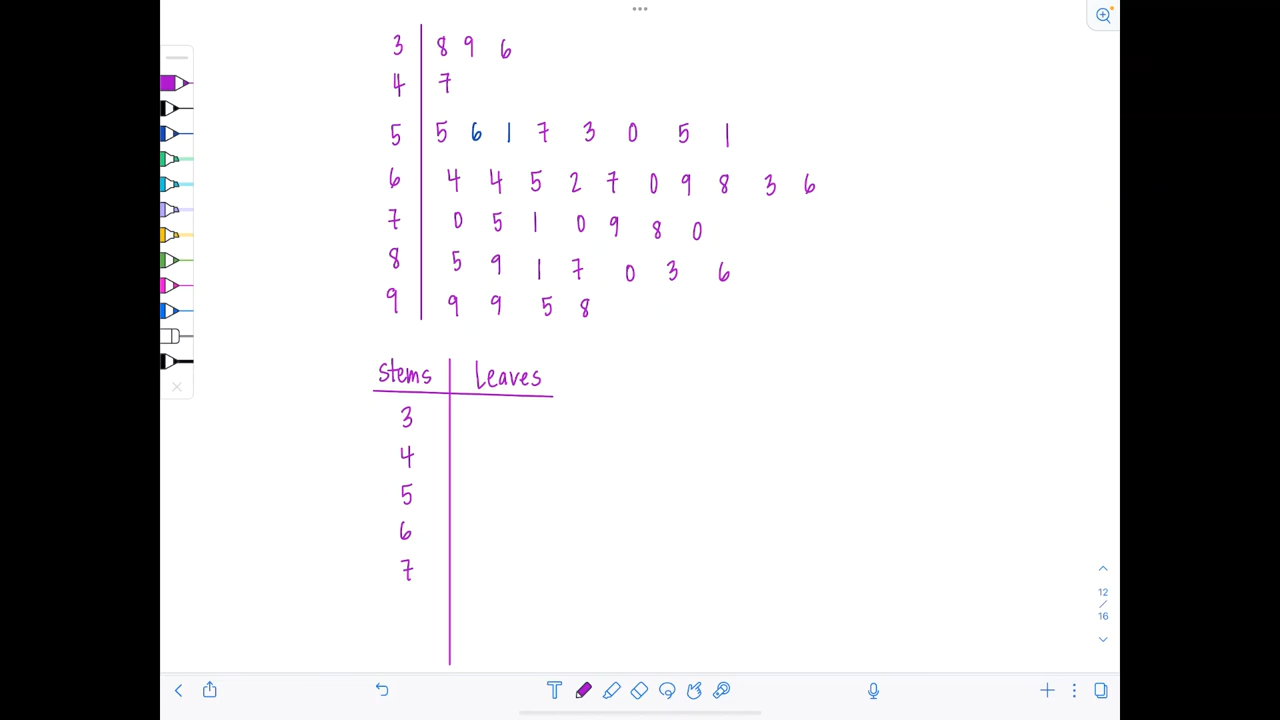 3 8 9 6
4 7
5 5 6 1 7 3 0 5 1
6 4 4 5 2 7 0 9 8 3 6
7 0 5 1 0 9 8 0
8 5 9 1 7 0 3 6
9 9 9 5 8
Stems Leaves
3
4
5
6
7
12
/
16
T